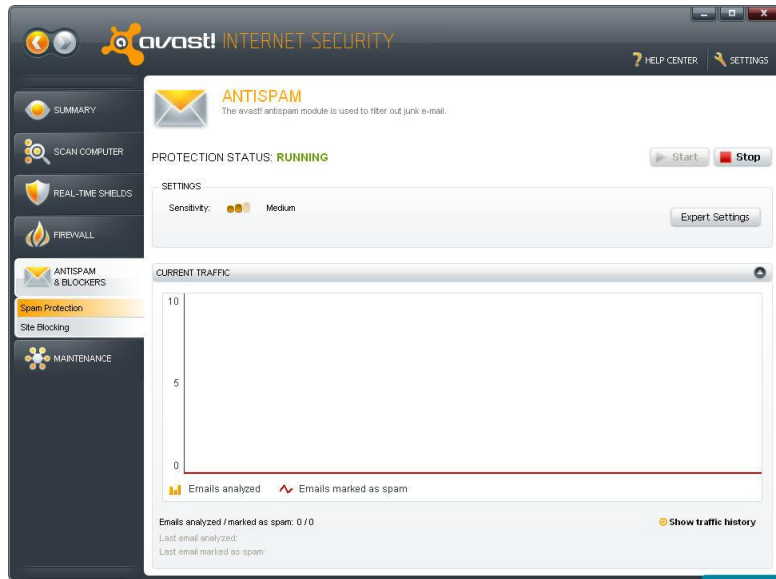 avast! INTERNET SECURITY
HELP CENTER
SETTINGS
SUMMARY
SCAN COMPUTER
REAL-TIME SHIELDS
FIREWALL
ANTISPAM
& BLOCKERS
Spam Protection
Site Blocking
MAINTENANCE
ANTISPAM
The avast! antispam module is used to filter out junk e-mail.
PROTECTION STATUS: RUNNING
Start
Stop
SETTINGS
Sensitivity: Medium
Expert Settings
CURRENT TRAFFIC
10
5
0
Emails analyzed
Emails marked as spam
Emails analyzed / marked as spam: 0 / 0
Show traffic history
Last email analyzed:
Last email marked as spam: